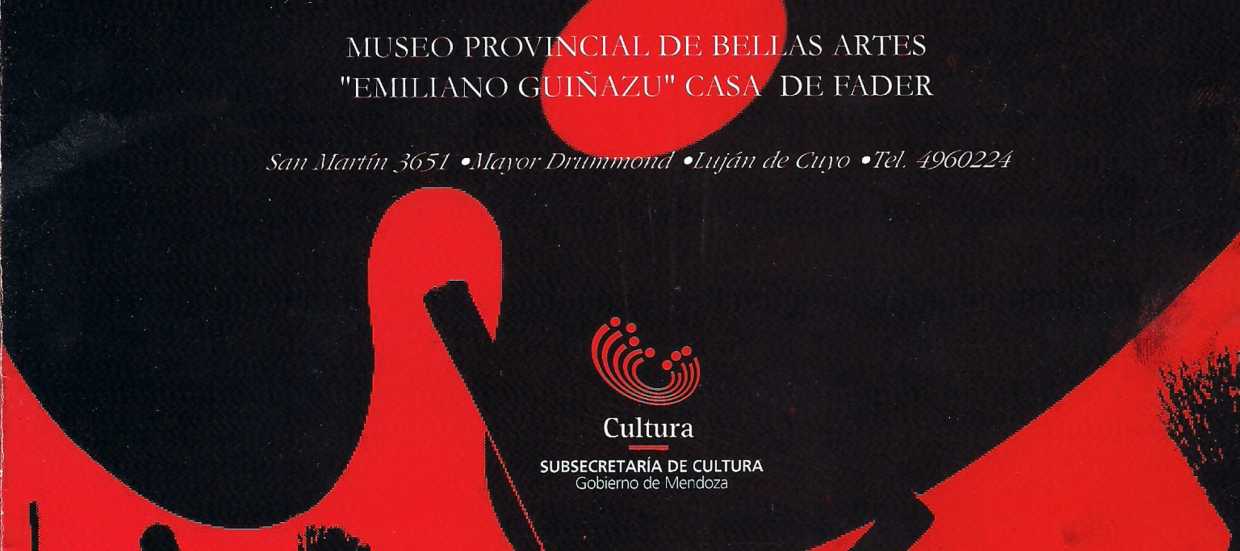 MUSEO PROVINCIAL DE BELLAS ARTES
"EMILIANO GUIÑAZU" CASA DE FADER
San Martín 3651 •Mayor Drummond •Luján de Cuyo •Tel. 4960224
Cultura
SUBSECRETARÍA DE CULTURA
Gobierno de Mendoza